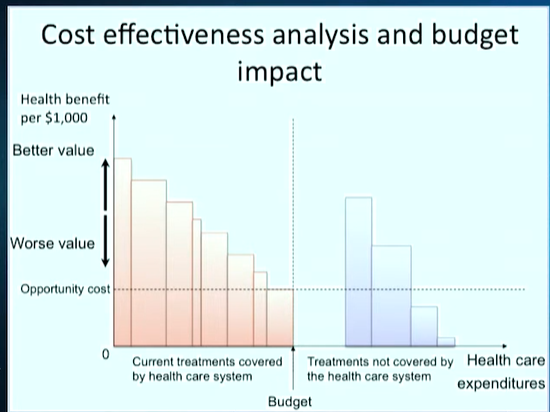 Cost effectiveness analysis and budget
impact
Health benefit
per $1,000
Better value
Worse value
Opportunity cost
0
Current treatments covered
by health care system
Treatments not covered by
the health care system
Health care
expenditures
Budget